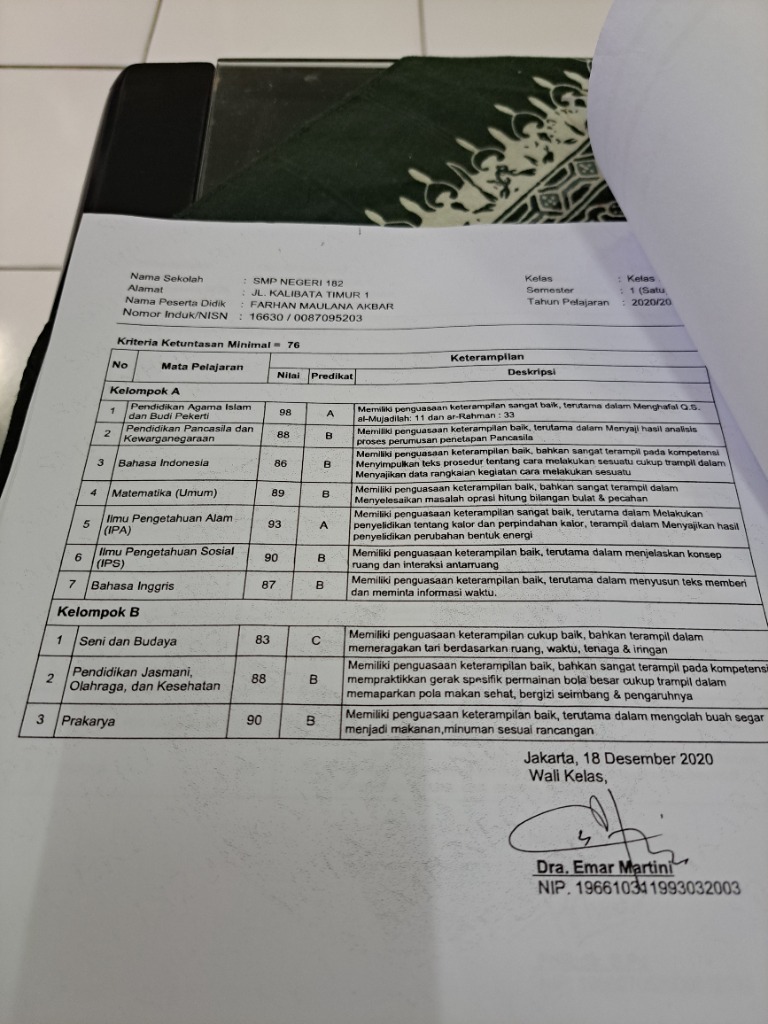 Nama Sekolah : SMP NEGERI 182
Alamat : JL. KALIBATA TIMUR 1
Nama Peserta Didik : FARHAN MAULANA AKBAR
Nomor Induk/NISN : 16630 / 0087095203
Kelas : Kelas
Semester : 1 (Satu
Tahun Pelajaran : 2020/20
Kriteria Ketuntasan Minimal = 76
No Mata Pelajaran Keterampilan
Nilai Predikat Deskripsi
Kelompok A
1 Pendidikan Agama Islam dan Budi Pekerti 98 A Memiliki penguasaan keterampilan sangat baik, terutama dalam Menghafal Q.S.
al-Mujadilah: 11 dan ar-Rahman : 33
2 Pendidikan Pancasila dan Kewarganegaraan 88 B Memiliki penguasaan keterampilan baik, terutama dalam Menyaji hasil analisis
proses perumusan penetapan Pancasila
3 Bahasa Indonesia 86 B Memiliki penguasaan keterampilan baik, bahkan sangat terampil pada kompetensi
Menyimpulkan teks prosedur tentang cara melakukan sesuatu cukup trampil dalam
Menyajikan data rangkaian kegiatan cara melakukan sesuatu
4 Matematika (Umum) 89 B Memiliki penguasaan keterampilan baik, bahkan sangat terampil dalam
Menyelesaikan masalah oprasi hitung bilangan bulat & pecahan
5 Ilmu Pengetahuan Alam (IPA) 93 A Memiliki penguasaan keterampilan sangat baik, terutama dalam Melakukan
penyelidikan tentang kalor dan perpindahan kalor, terampil dalam Menyajikan hasil
penyelidikan perubahan bentuk energi
6 Ilmu Pengetahuan Sosial (IPS) 90 B Memiliki penguasaan keterampilan baik, terutama dalam menjelaskan konsep
ruang dan interaksi antarruang
7 Bahasa Inggris 87 B Memiliki penguasaan keterampilan baik, terutama dalam menyusun teks memberi
dan meminta informasi waktu.
Kelompok B
1 Seni dan Budaya 83 C Memiliki penguasaan keterampilan cukup baik, bahkan terampil dalam
memeragakan tari berdasarkan ruang, waktu, tenaga & iringan
2 Pendidikan Jasmani, Olahraga, dan Kesehatan 88 B Memiliki penguasaan keterampilan baik, bahkan sangat terampil pada kompetensi
mempraktikkan gerak spesifik permainan bola besar cukup trampil dalam
memaparkan pola makan sehat, bergizi seimbang & pengaruhnya
3 Prakarya 90 B Memiliki penguasaan keterampilan baik, terutama dalam mengolah buah segar
menjadi makanan,minuman sesuai rancangan
Jakarta, 18 Desember 2020
Wali Kelas,
Dra. Emar Martini
NIP. 196610311993032003